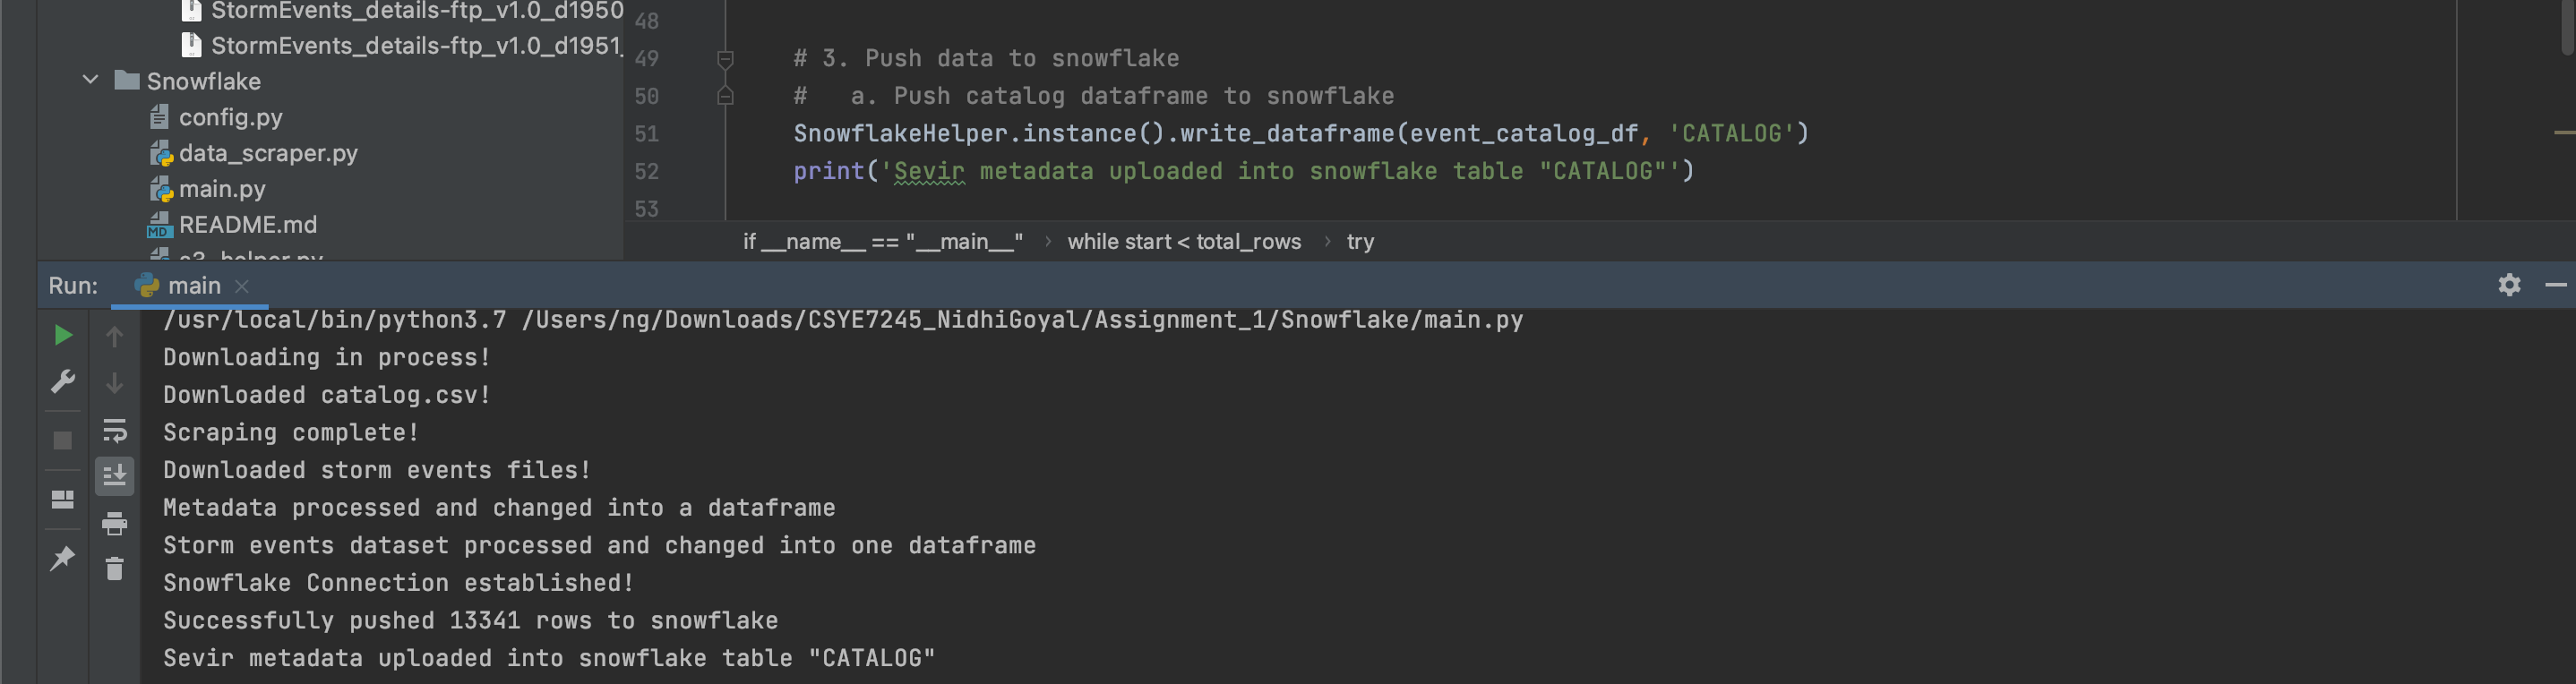 StormEvents_details-ftp_v1.0_d1950
StormEvents_details-ftp_v1.0_d1951_
Snowflake
config.py
data_scraper.py
main.py
README.md
s3_helper.py
48
49 # 3. Push data to snowflake
50 #   a. Push catalog dataframe to snowflake
51 SnowflakeHelper.instance().write_dataframe(event_catalog_df, 'CATALOG')
52 print('Sevir metadata uploaded into snowflake table "CATALOG"')
53
if __name__ == "__main__" › while start < total_rows › try
Run: main
/usr/local/bin/python3.7 /Users/ng/Downloads/CSYE7245_NidhiGoyal/Assignment_1/Snowflake/main.py
Downloading in process!
Downloaded catalog.csv!
Scraping complete!
Downloaded storm events files!
Metadata processed and changed into a dataframe
Storm events dataset processed and changed into one dataframe
Snowflake Connection established!
Successfully pushed 13341 rows to snowflake
Sevir metadata uploaded into snowflake table "CATALOG"